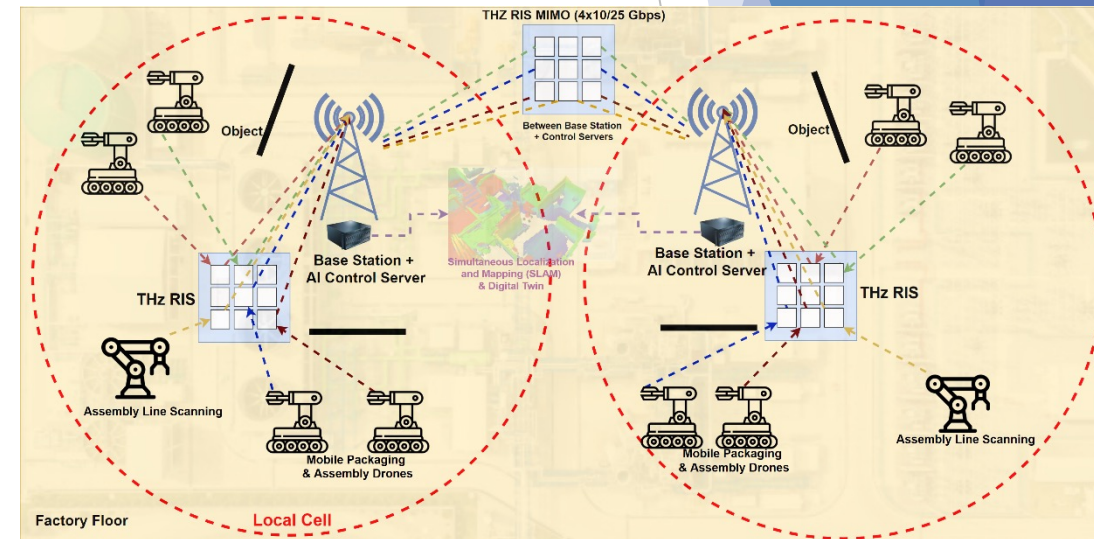 THZ RIS MIMO (4x10/25 Gbps)
Object
Between Base Station
+ Control Servers
Object
Base Station +
AI Control Server
Simultaneous Localization
and Mapping (SLAM)
& Digital Twin
Base Station +
AI Control Server
THz RIS
THz RIS
Assembly Line Scanning
Mobile Packaging
& Assembly Drones
Mobile Packaging
& Assembly Drones
Assembly Line Scanning
Factory Floor
Local Cell